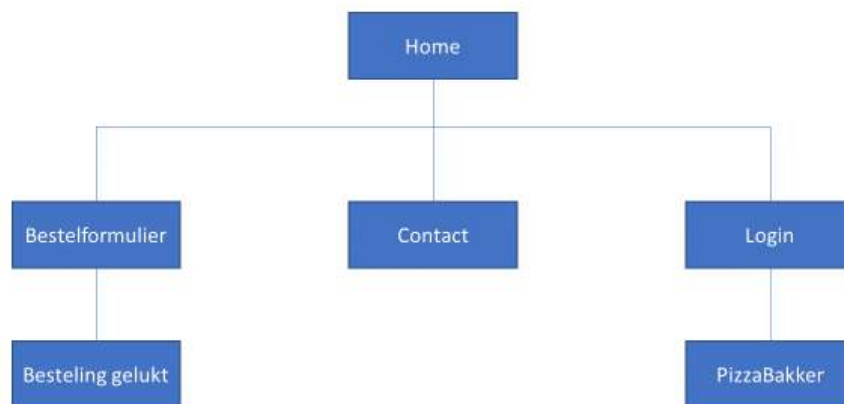 Home
Bestelformulier
Contact
Login
Besteling gelukt
PizzaBakker